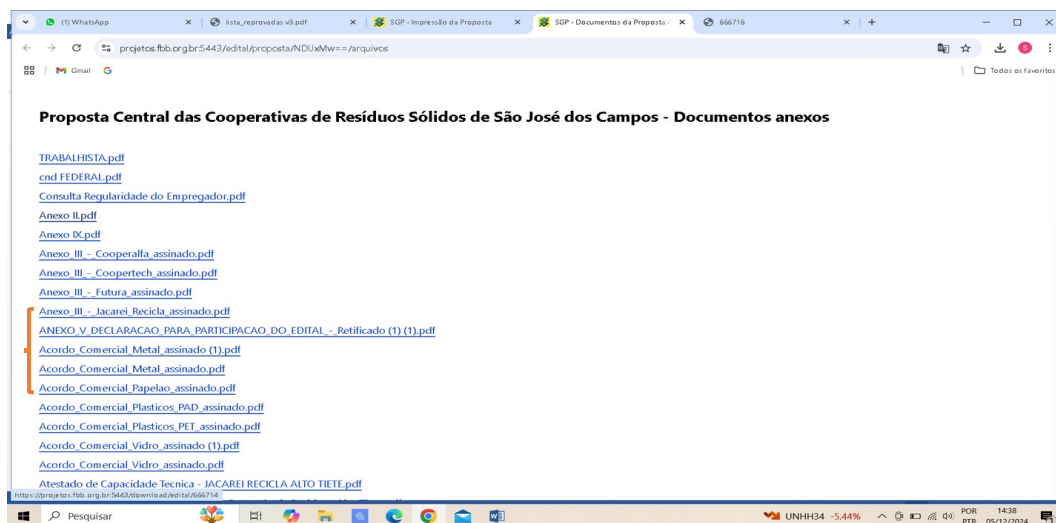 (1) WhatsApp
lista_reprovadas v3.pdf
SGP - Impressão da Proposta
SGP - Documentos da Proposta
666716
projetos.fbb.org.br:5443/edital/proposta/NDUxMw==/arquivos
Gmail
Todos os favoritos
Proposta Central das Cooperativas de Resíduos Sólidos de São José dos Campos - Documentos anexos
TRABALHISTA.pdf
cnd FEDERAL.pdf
Consulta Regularidade do Empregador.pdf
Anexo II.pdf
Anexo IX.pdf
Anexo_III_-_Cooperalfa_assinado.pdf
Anexo_III_-_Coopertech_assinado.pdf
Anexo_III_-_Futura_assinado.pdf
Anexo_III_-_Jacarei_Recicla_assinado.pdf
ANEXO_V_DECLARACAO_PARA_PARTICIPACAO_DO_EDITAL_-_Retificado (1) (1).pdf
Acordo_Comercial_Metal_assinado (1).pdf
Acordo_Comercial_Metal_assinado.pdf
Acordo_Comercial_Papelao_assinado.pdf
Acordo_Comercial_Plasticos_PAD_assinado.pdf
Acordo_Comercial_Plasticos_PET_assinado.pdf
Acordo_Comercial_Vidro_assinado (1).pdf
Acordo_Comercial_Vidro_assinado.pdf
Atestado de Capacidade Tecnica - JACAREI RECICLA ALTO TIETE.pdf
https://projetos.fbb.org.br:5443/download/edital/666714
Pesquisar
UNHH34 -5,44%
POR
PTB
14:38
05/12/2024